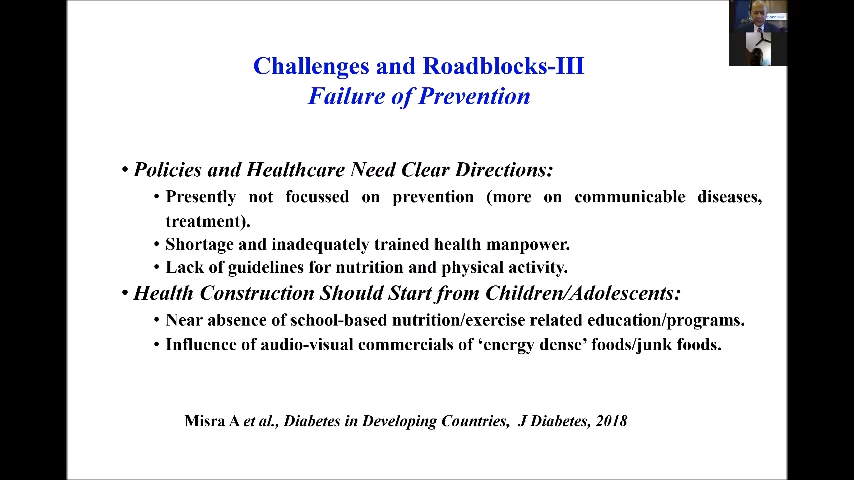 Challenges and Roadblocks-III
Failure of Prevention
• Policies and Healthcare Need Clear Directions:
• Presently not focussed on prevention (more on communicable diseases,
treatment).
• Shortage and inadequately trained health manpower.
• Lack of guidelines for nutrition and physical activity.
• Health Construction Should Start from Children/Adolescents:
• Near absence of school-based nutrition/exercise related education/programs.
• Influence of audio-visual commercials of ‘energy dense’ foods/junk foods.
Misra A et al., Diabetes in Developing Countries, J Diabetes, 2018